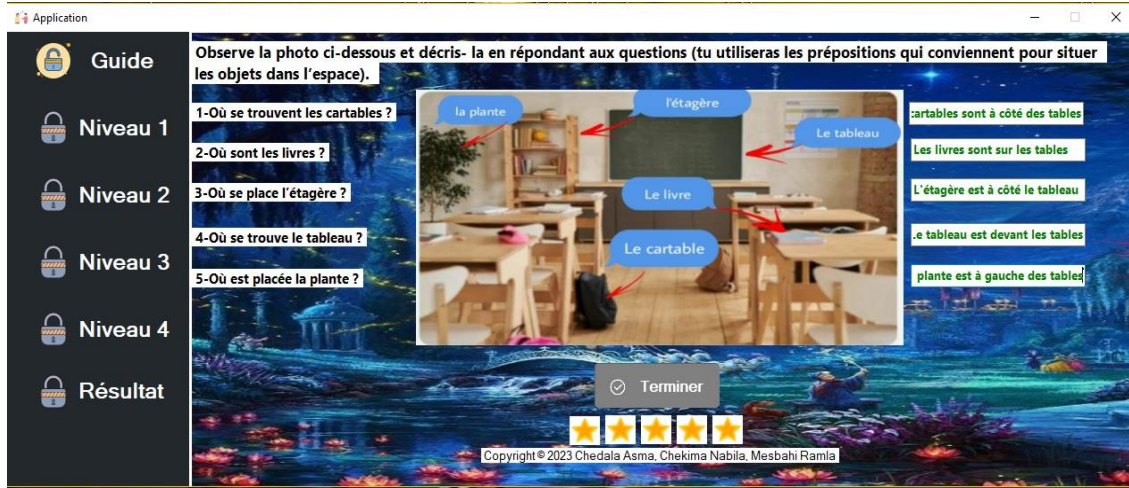 Application
Guide
Niveau 1
Niveau 2
Niveau 3
Niveau 4
Résultat
Observe la photo ci-dessous et décris- la en répondant aux questions (tu utiliseras les prépositions qui conviennent pour situer
les objets dans l'espace).
1-Où se trouvent les cartables ?
2-Où sont les livres ?
3-Où se place l'étagère ?
4-Où se trouve le tableau ?
5-Où est placée la plante ?
la plante
l'étagère
Le tableau
Le livre
Le cartable
cartables sont à côté des tables
Les livres sont sur les tables
L'étagère est à côté le tableau
e tableau est devant les tables
plante est à gauche des tables
Terminer
Copyright © 2023 Chedala Asma, Chekima Nabila, Mesbahi Ramla